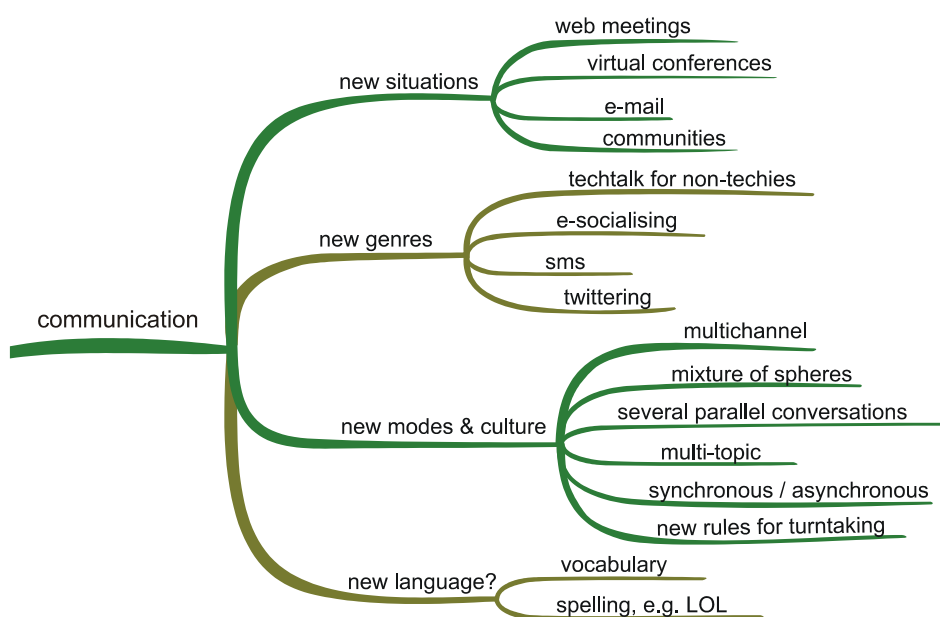 communication
new situations
web meetings
virtual conferences
e-mail
communities
new genres
techtalk for non-techies
e-socialising
sms
twittering
new modes & culture
multichannel
mixture of spheres
several parallel conversations
multi-topic
synchronous / asynchronous
new rules for turntaking
new language?
vocabulary
spelling, e.g. LOL